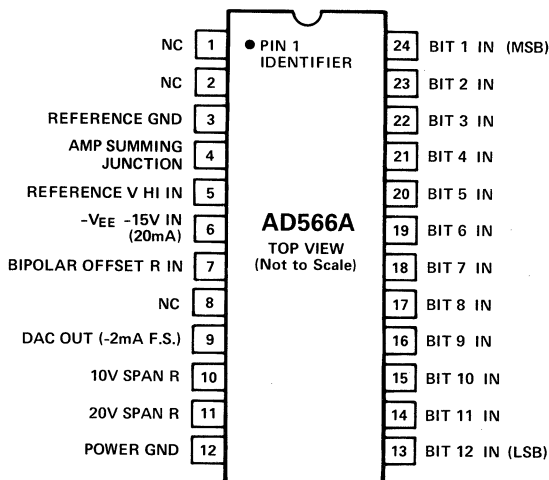 NC 1
NC 2
REFERENCE GND 3
AMP SUMMING
JUNCTION 4
REFERENCE V HI IN 5
-VEE -15V IN
(20mA) 6
BIPOLAR OFFSET R IN 7
NC 8
DAC OUT (-2mA F.S.) 9
10V SPAN R 10
20V SPAN R 11
POWER GND 12
PIN 1
IDENTIFIER
AD566A
TOP VIEW
(Not to Scale)
24 BIT 1 IN (MSB)
23 BIT 2 IN
22 BIT 3 IN
21 BIT 4 IN
20 BIT 5 IN
19 BIT 6 IN
18 BIT 7 IN
17 BIT 8 IN
16 BIT 9 IN
15 BIT 10 IN
14 BIT 11 IN
13 BIT 12 IN (LSB)